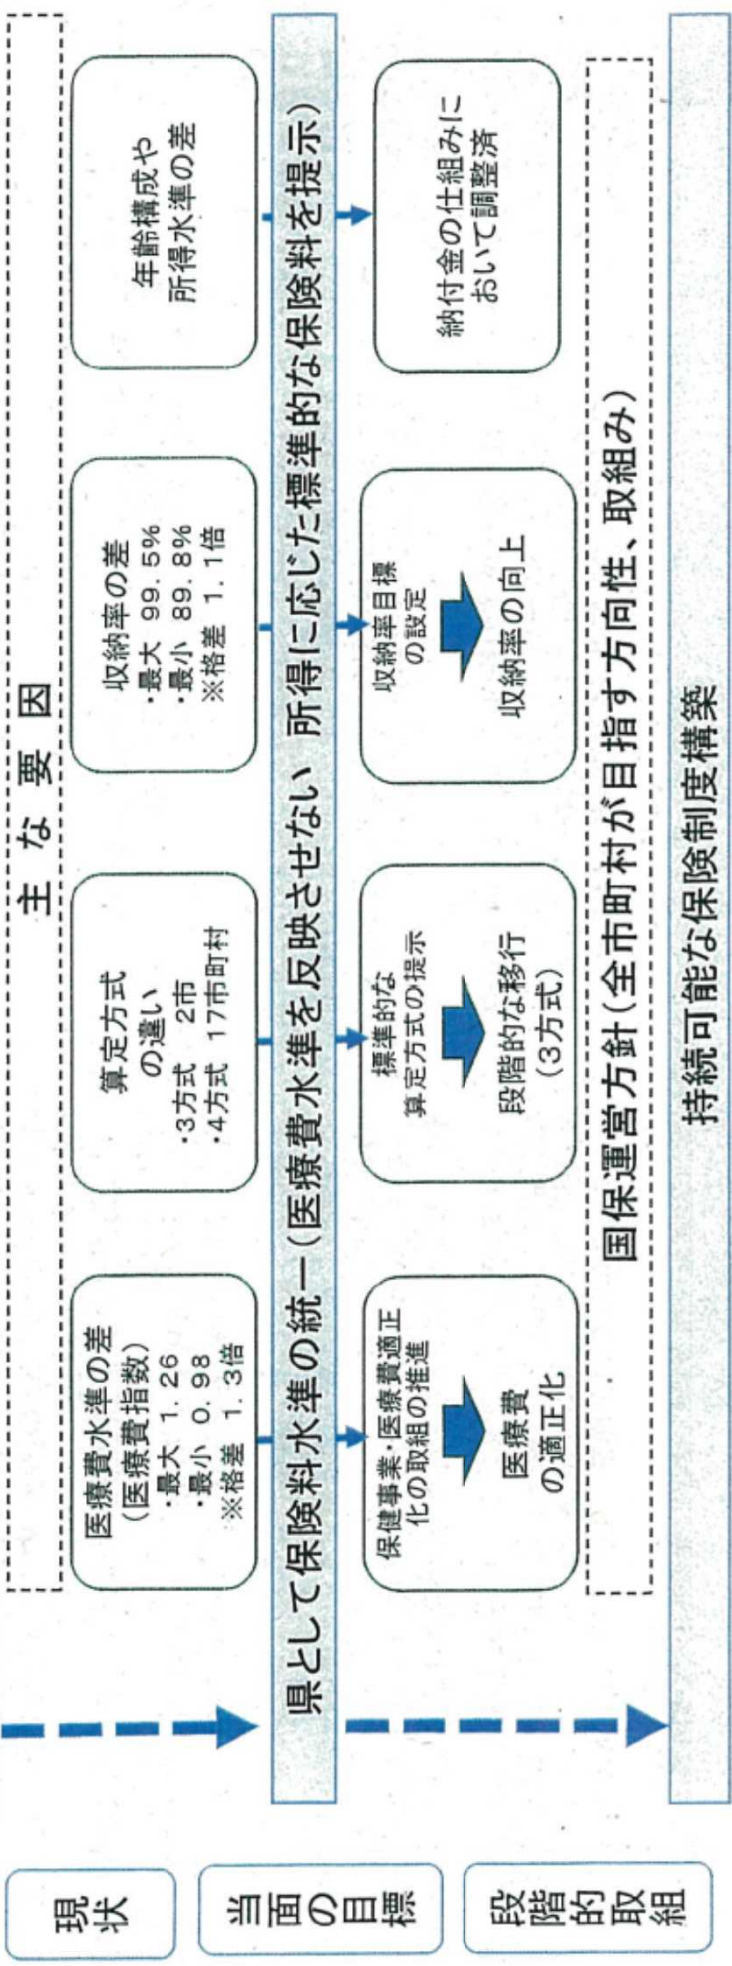 現状
主な要因
医療費水準の差
(医療費指数)
・最大 1.26
・最小 0.98
※格差 1.3倍
算定方式
の違い
・3方式 2市
・4方式 17市町村
収納率の差
・最大 99.5%
・最小 89.8%
※格差 1.1倍
年齢構成や
所得水準の差
当面の目標
県として保険料水準の統一(医療費水準を反映させない 所得に応じた標準的な保険料を提示)
段階的取組
保健事業・医療費適正
化の取組の推進
医療費
の適正化
標準的な
算定方式の提示
段階的な移行
(3方式)
収納率目標
の設定
収納率の向上
納付金の仕組みに
おいて調整済
国保運営方針(全市町村が目指す方向性、取組み)
持続可能な保険制度構築